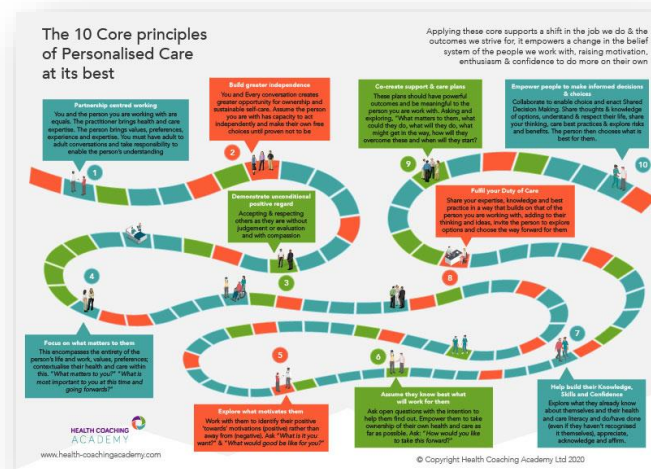 The 10 Core principles
of Personalised Care
at its best
Applying these core supports a shift in the job we do & the
outcomes we strive for, it empowers a change in the belief
system of the people we work with, raising motivation,
enthusiasm & confidence to do more on their own
Partnership centred working
You and the person you are working with are
equals. The practitioner brings health and care
expertise. The person brings values, preferences,
experience and expertise. You must have adult to
adult conversations and take responsibility to
enable the person's understanding
1
Build greater independence
You and Every conversation creates
greater opportunity for ownership and
sustainable self-care. Assume the person
you are with has capacity to act
independently and make their own free
choices until proven not to be
2
Demonstrate unconditional
positive regard
Accepting & respecting
others as they are without
judgement or evaluation
and with compassion
3
4
Focus on what matters to them
This encompasses the entirety of the
person's life and work, values, preferences;
contextualise their health and care within
this. "What matters to you?" "What is
most important to you at this time and
going forwards?"
5
Explore what motivates them
Work with them to identify their positive
'towards' motivations (positive) rather than
away from (negative). Ask "What is it you
want?" & "What would good be like for you?"
6
Assume they know best what
will work for them
Ask open questions with the intention to
help them find out. Empower them to take
ownership of their own health and care as
far as possible. Ask: "How would you like
to take this forward?"
7
Help build their Knowledge,
Skills and Confidence
Explore what they already know
about themselves and their health
and care literacy and do/have done
(even if they haven't recognised
it themselves), appreciate,
acknowledge and affirm.
Fulfil your Duty of Care
Share your expertise, knowledge and best
practice in a way that builds on that of the
person you are working with, adding to their
thinking and ideas, invite the person to explore
options and choose the way forward for them
8
Co-create support & care plans
These plans should have powerful
outcomes and be meaningful to the
person you are working with. Asking and
exploring, "What matters to them, what
could they do, what will they do, what
might get in the way, how will they
overcome these and when will they start?
9
Empower people to make informed decisions
& choices
Collaborate to enable choice and enact Shared
Decision Making. Share thoughts & knowledge
of options, understand & respect their life, share
your thinking, care best practices & explore risks
and benefits. The person then chooses what is
best for them.
10
HEALTH COACHING
ACADEMY
www.health-coachingacademy.com
© Copyright Health Coaching Academy Ltd 2020